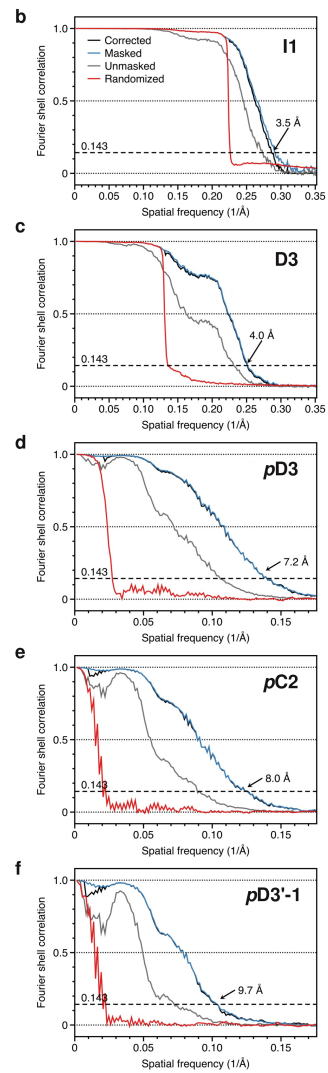 b
I1
Corrected
Masked
Unmasked
Randomized
Fourier shell correlation
1.0
0.5
0
0.143
3.5 Å
0 0.05 0.10 0.15 0.20 0.25 0.30 0.35
Spatial frequency (1/Å)
c
D3
Fourier shell correlation
1.0
0.5
0
0.143
4.0 Å
0 0.05 0.10 0.15 0.20 0.25 0.30 0.35
Spatial frequency (1/Å)
d
pD3
Fourier shell correlation
1.0
0.5
0
0.143
7.2 Å
0 0.05 0.10 0.15
Spatial frequency (1/Å)
e
pC2
Fourier shell correlation
1.0
0.5
0
0.143
8.0 Å
0 0.05 0.10 0.15
Spatial frequency (1/Å)
f
pD3'-1
Fourier shell correlation
1.0
0.5
0
0.143
9.7 Å
0 0.05 0.10 0.15
Spatial frequency (1/Å)